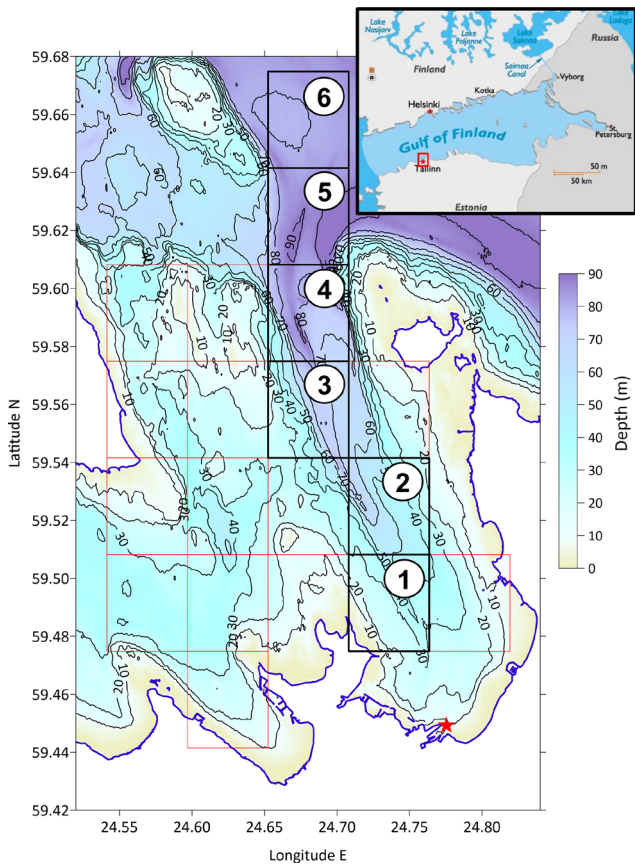 Lake Nasijarv
Lake Paijanne
Lake Saimaa
Lake Ladoga
Russia
Saimaa Canal
Finland
Vyborg
Kotka
Helsinki
St. Petersburg
Gulf of Finland
Tallinn
50 m
50 km
Estonia
59.68
59.66
59.64
59.62
59.60
59.58
59.56
59.54
59.52
59.50
59.48
59.46
59.44
59.42
Latitude N
6
5
4
3
2
1
24.55
24.60
24.65
24.70
24.75
24.80
Longitude E
90
80
70
60
50
40
30
20
10
0
Depth (m)